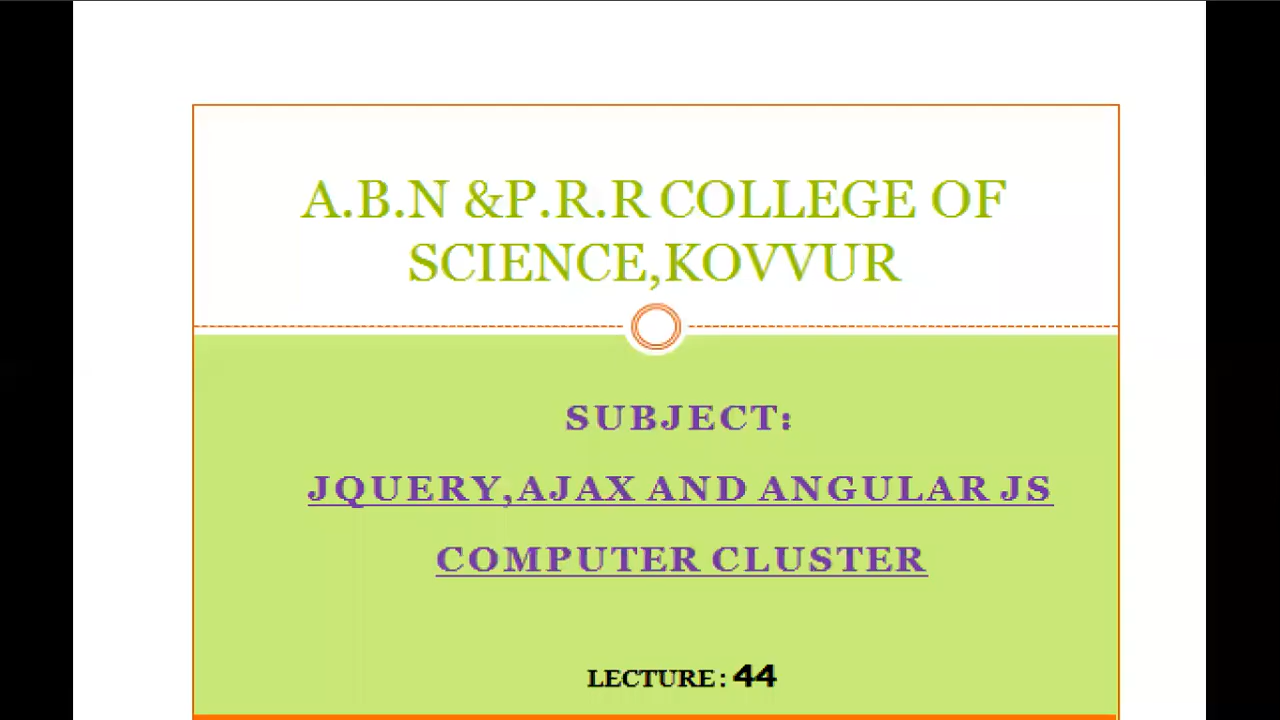 A.B.N &P.R.R COLLEGE OF
SCIENCE,KOVVUR
SUBJECT:
JQUERY,AJAX AND ANGULAR JS
COMPUTER CLUSTER
LECTURE : 44